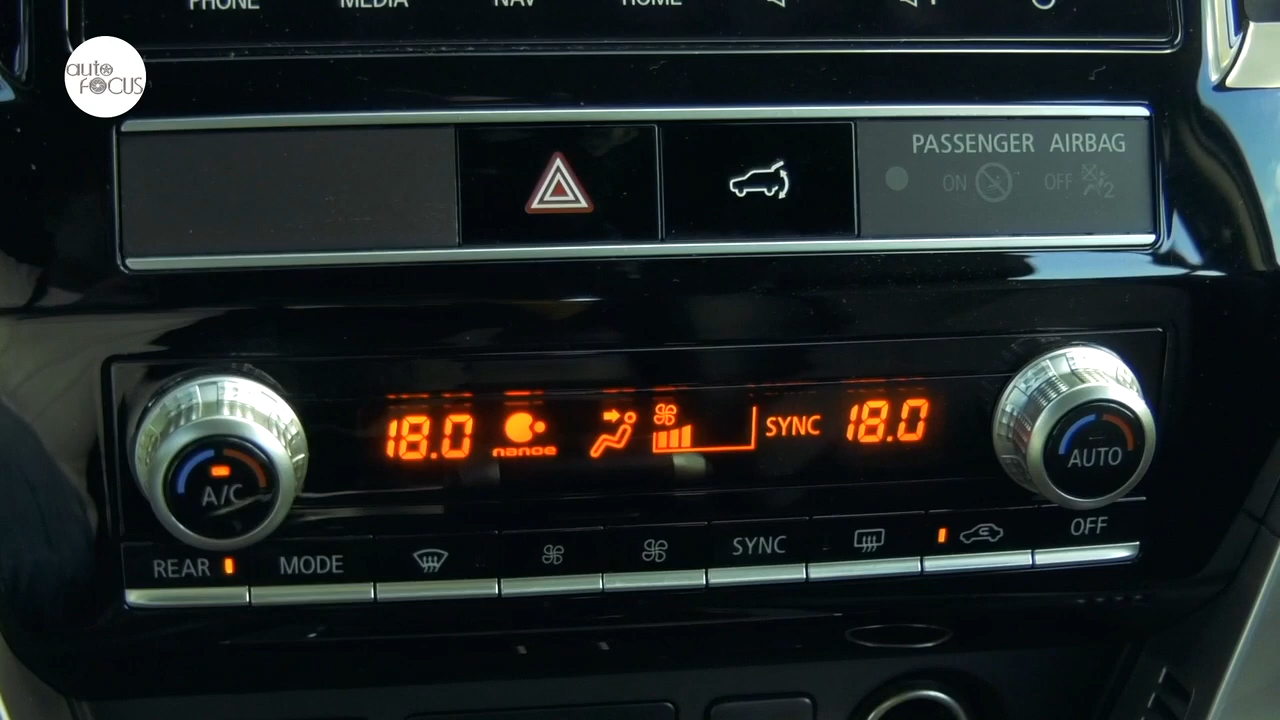 PHONE MEDIA NAV HOME
auto
FOCUS
PASSENGER AIRBAG
ON OFF 2
18.0 nanoe SYNC 18.0
A/C AUTO
REAR MODE SYNC OFF